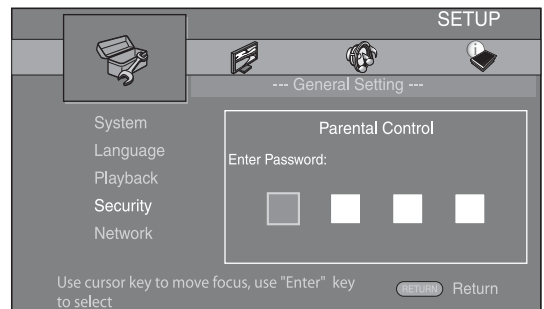 SETUP
--- General Setting ---
System
Language
Playback
Security
Network
Parental Control
Enter Password:
Use cursor key to move focus, use "Enter" key
to select
RETURN Return